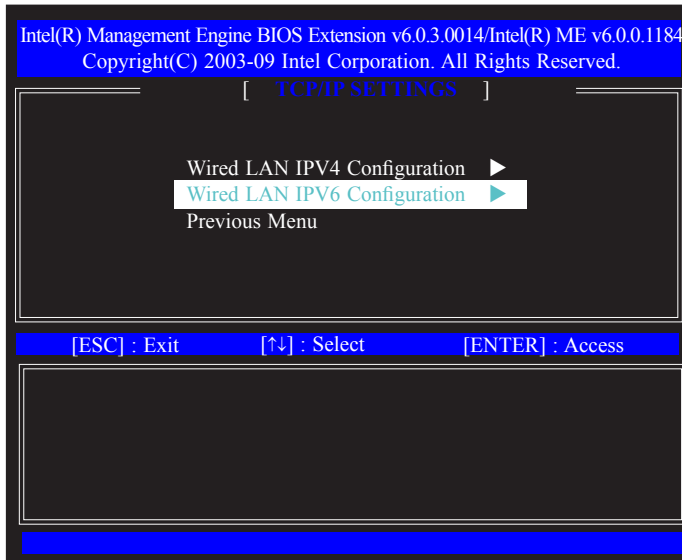 Intel(R) Management Engine BIOS Extension v6.0.3.0014/Intel(R) ME v6.0.0.1184
Copyright(C) 2003-09 Intel Corporation. All Rights Reserved.
[ TCP/IP SETTINGS ]
Wired LAN IPV4 Configuration ▶
Wired LAN IPV6 Configuration ▶
Previous Menu
[ESC] : Exit [↑↓] : Select [ENTER] : Access